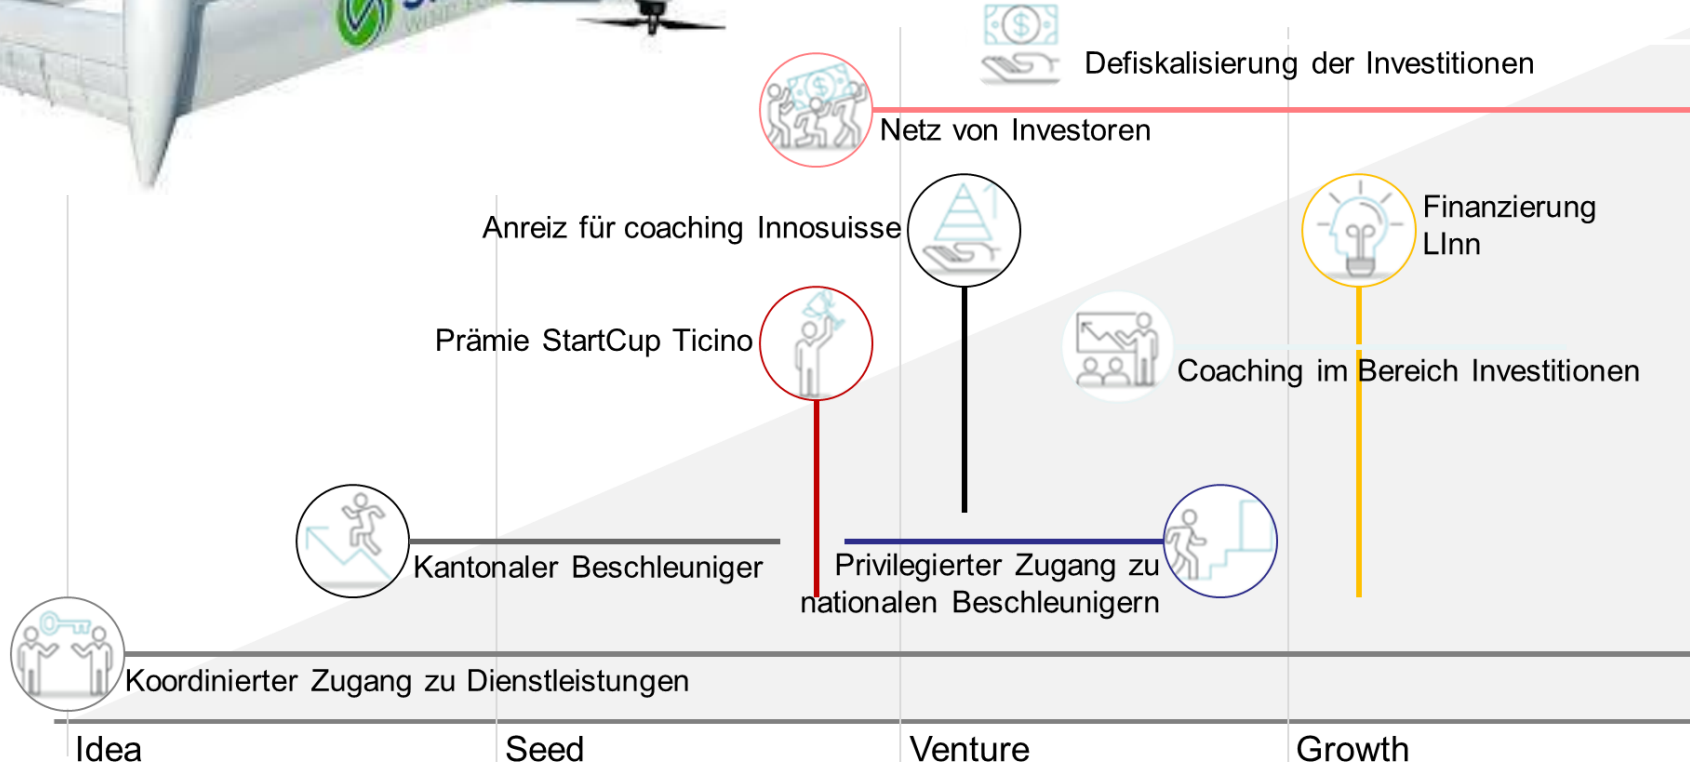 Defiskalisierung der Investitionen
Netz von Investoren
Anreiz für coaching Innosuisse
Finanzierung
LInn
Prämie StartCup Ticino
Coaching im Bereich Investitionen
Kantonaler Beschleuniger
Privilegierter Zugang zu
nationalen Beschleunigern
Koordinierter Zugang zu Dienstleistungen
Idea
Seed
Venture
Growth